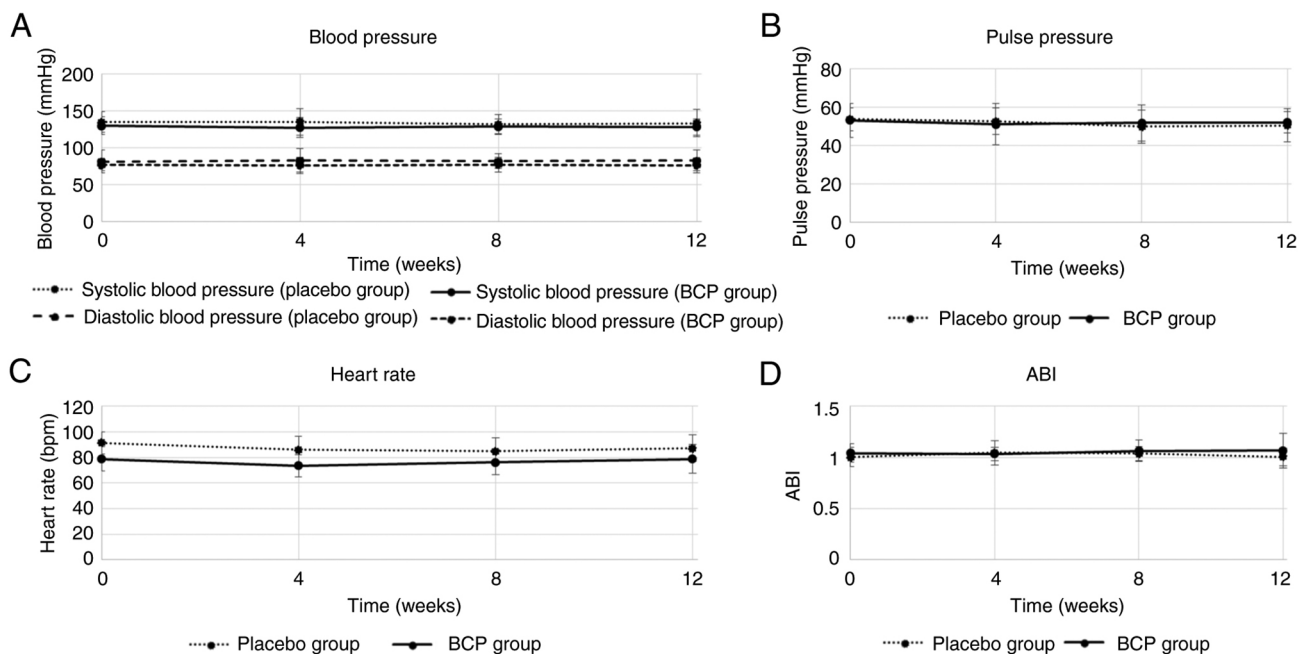 A
Blood pressure
Blood pressure (mmHg)
200
150
100
50
0
0 4 8 12
Time (weeks)
Systolic blood pressure (placebo group) Systolic blood pressure (BCP group)
Diastolic blood pressure (placebo group) Diastolic blood pressure (BCP group)
B
Pulse pressure
Pulse pressure (mmHg)
80
60
40
20
0
0 4 8 12
Time (weeks)
Placebo group BCP group
C
Heart rate
Heart rate (bpm)
120
100
80
60
40
20
0
0 4 8 12
Time (weeks)
Placebo group BCP group
D
ABI
ABI
1.5
1
0.5
0
0 4 8 12
Time (weeks)
Placebo group BCP group